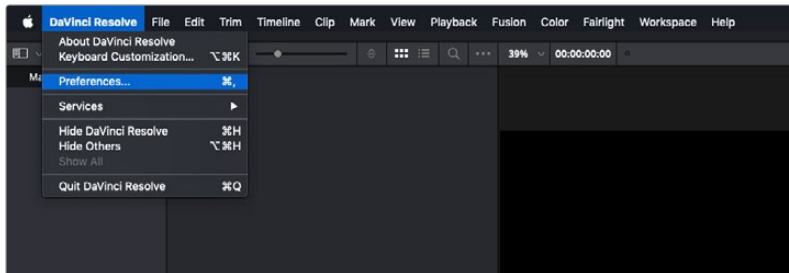 DaVinci Resolve File Edit Trim Timeline Clip Mark View Playback Fusion Color Fairlight Workspace Help
About DaVinci Resolve
Keyboard Customization... ⌥⌘K
39% 00:00:00:00
Ma
Preferences... ⌘,
Services ▶
Hide DaVinci Resolve ⌘H
Hide Others ⌥⌘H
Show All
Quit DaVinci Resolve ⌘Q